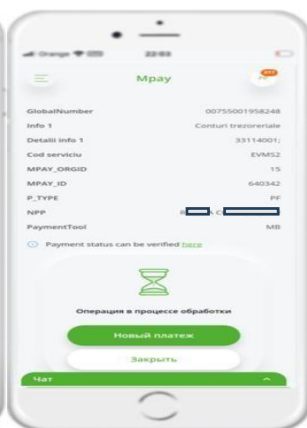 Orange 22:03
Mpay
GlobalNumber 00755001958248
Info 1 Conturi trezoreriale
Detalii info 1 33114001;
Cod serviciu EVMS2
MPAY_ORGID 15
MPAY_ID 640342
P_TYPE PF
NPP
PaymentTool MB
Payment status can be verified here
Операция в процессе обработки
Новый платеж
Закрыть
Чат